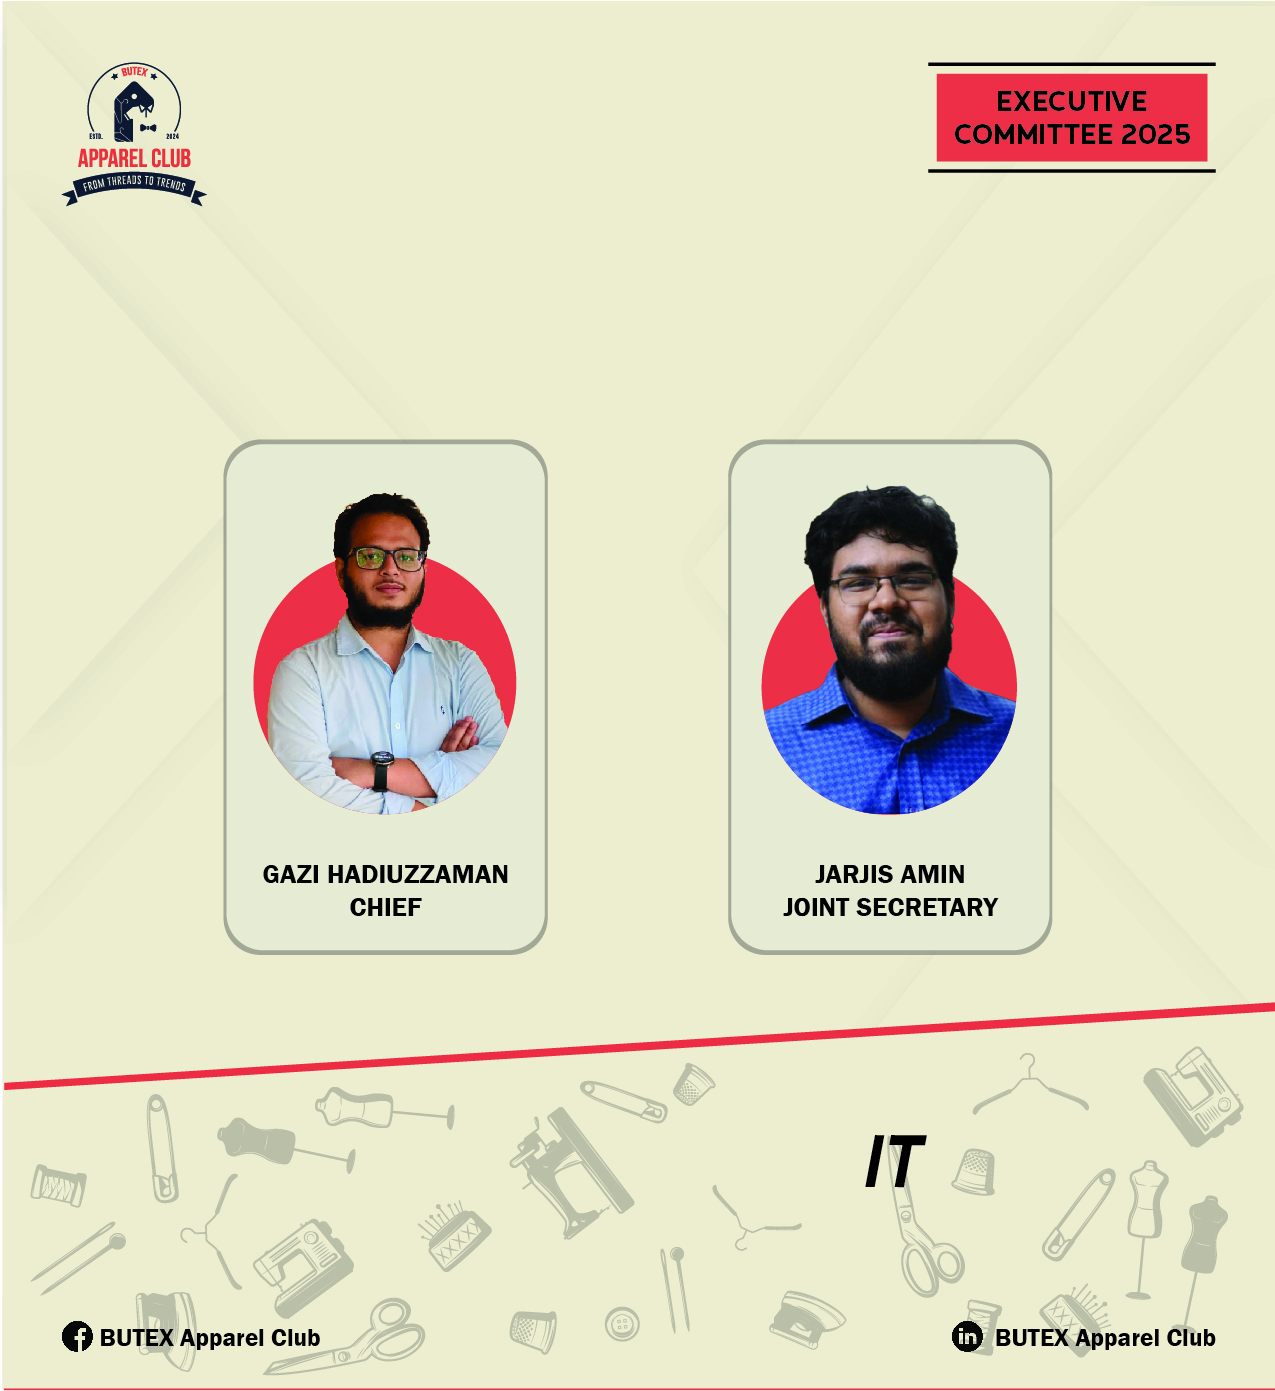 BUTEX
ESTD. 2024
APPAREL CLUB
FROM THREADS TO TRENDS
EXECUTIVE
COMMITTEE 2025
GAZI HADIUZZAMAN
CHIEF
JARJIS AMIN
JOINT SECRETARY
IT
BUTEX Apparel Club
in BUTEX Apparel Club